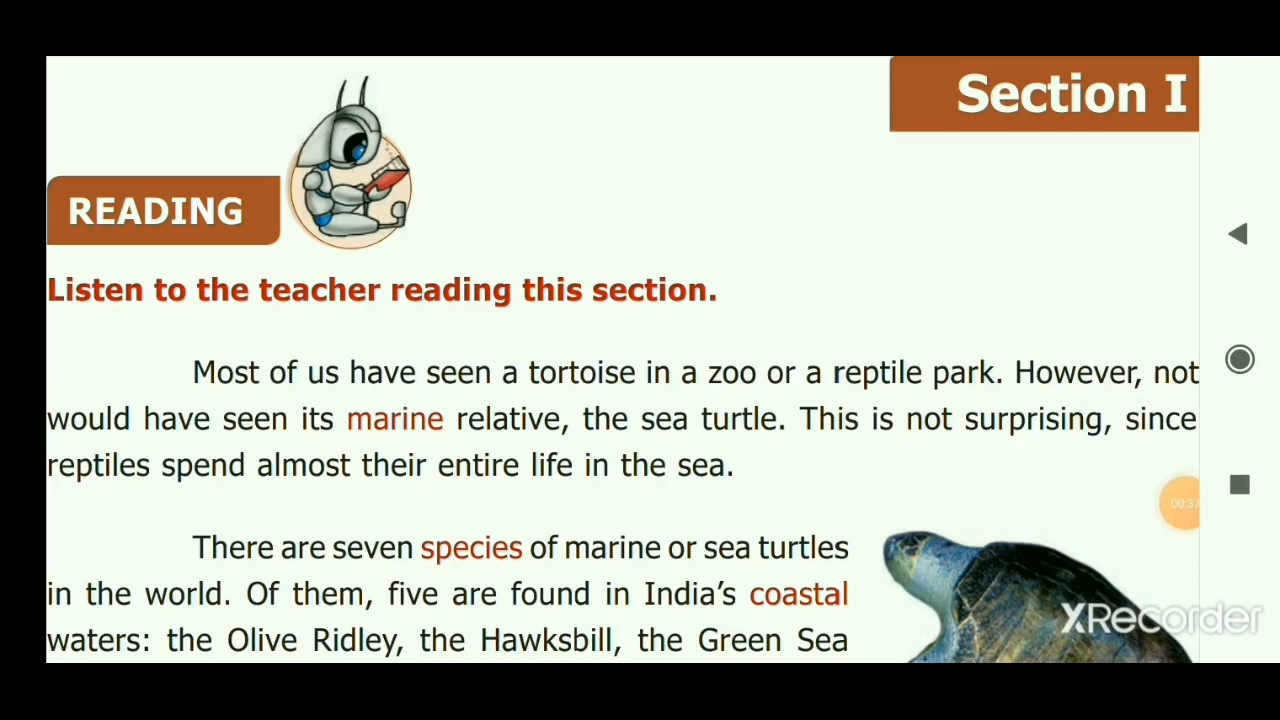 Section I
READING
Listen to the teacher reading this section.
Most of us have seen a tortoise in a zoo or a reptile park. However, not
would have seen its marine relative, the sea turtle. This is not surprising, since
reptiles spend almost their entire life in the sea.
00:37
There are seven species of marine or sea turtles
in the world. Of them, five are found in India's coastal
waters: the Olive Ridley, the Hawksbill, the Green Sea
XRecorder